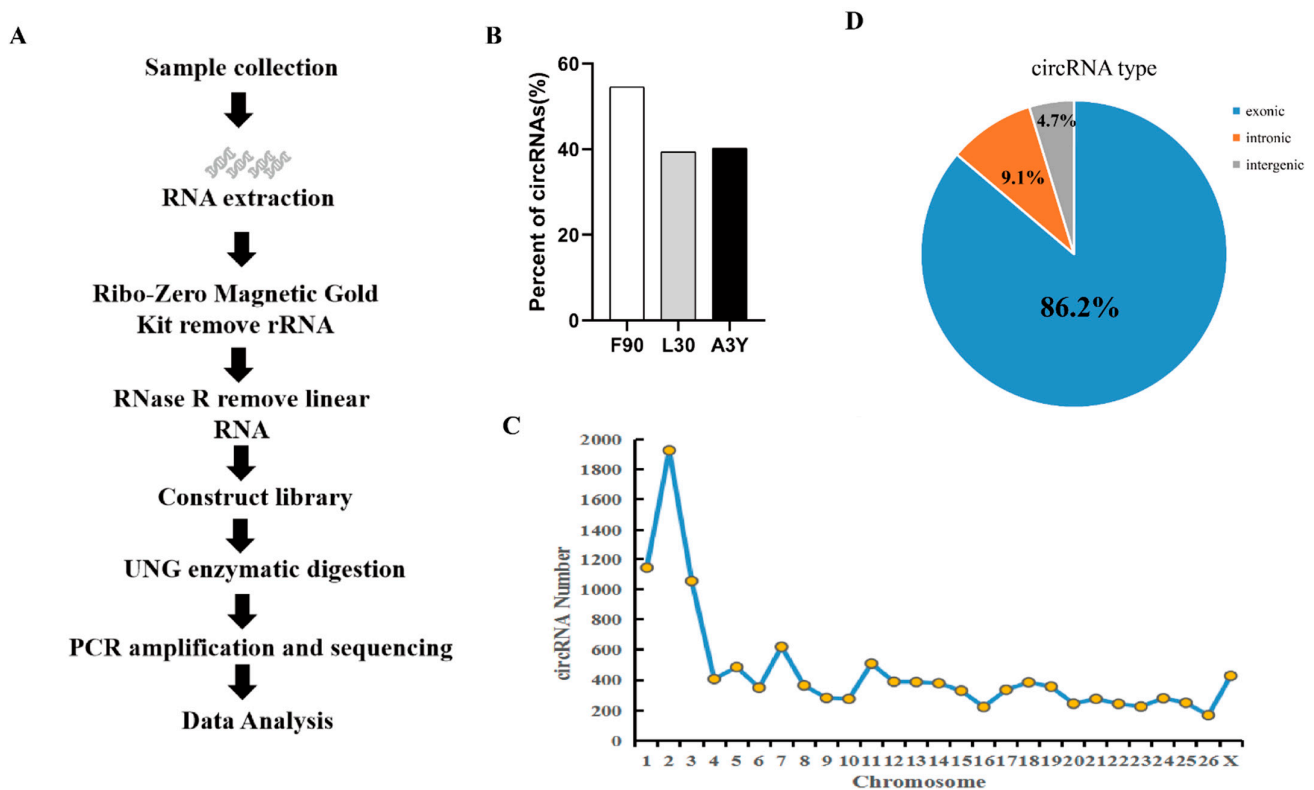 A
Sample collection
RNA extraction
Ribo-Zero Magnetic Gold
Kit remove rRNA
RNase R remove linear
RNA
Construct library
UNG enzymatic digestion
PCR amplification and sequencing
Data Analysis
B
Percent of circRNAs(%)
60
40
20
0
F90 L30 A3Y
D
circRNA type
4.7%
9.1%
86.2%
exonic
intronic
intergenic
C
circRNA Number
2000
1800
1600
1400
1200
1000
800
600
400
200
0
1 2 3 4 5 6 7 8 9 10 11 12 13 14 15 16 17 18 19 20 21 22 23 24 25 26 X
Chromosome